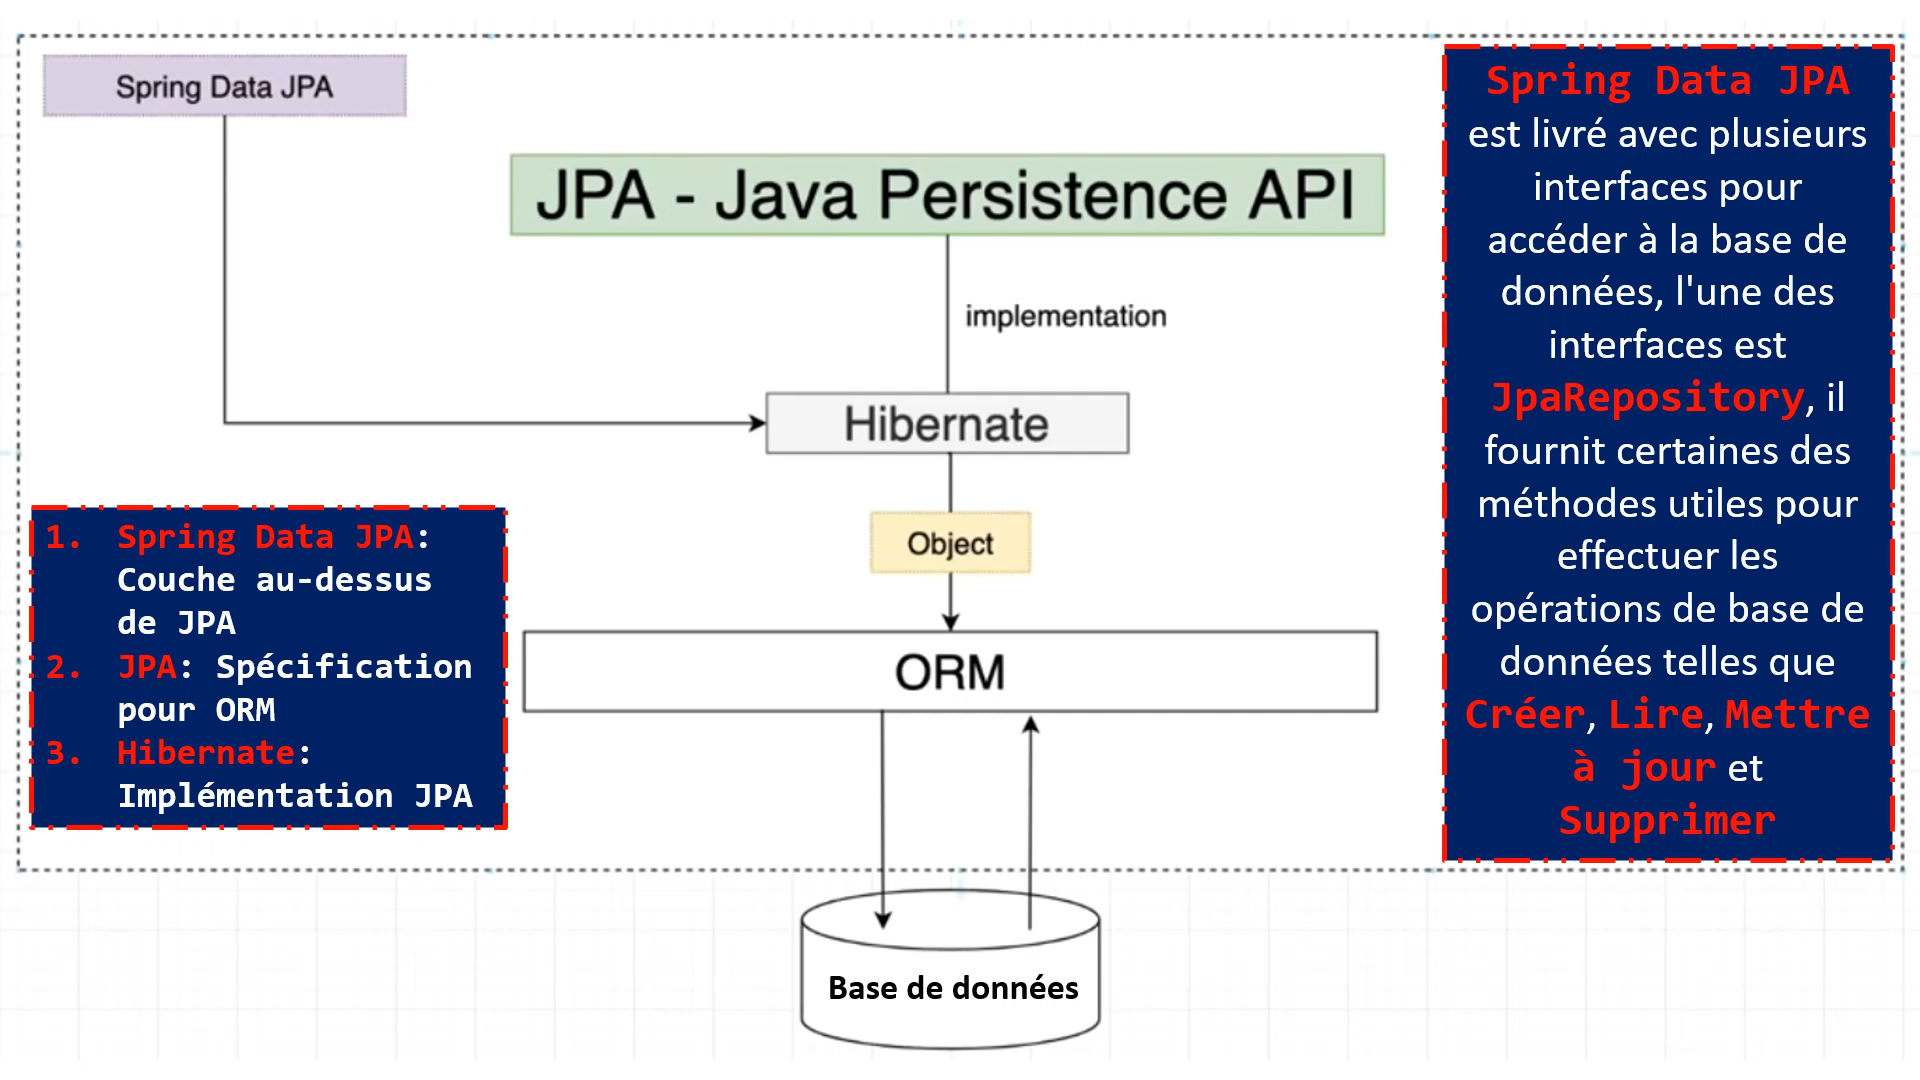 Spring Data JPA
JPA - Java Persistence API
implementation
Hibernate
Object
ORM
Base de données
1. Spring Data JPA:
Couche au-dessus
de JPA
2. JPA: Spécification
pour ORM
3. Hibernate:
Implémentation JPA
Spring Data JPA
est livré avec plusieurs
interfaces pour
accéder à la base de
données, l'une des
interfaces est
JpaRepository, il
fournit certaines des
méthodes utiles pour
effectuer les
opérations de base de
données telles que
Créer, Lire, Mettre
à jour et
Supprimer